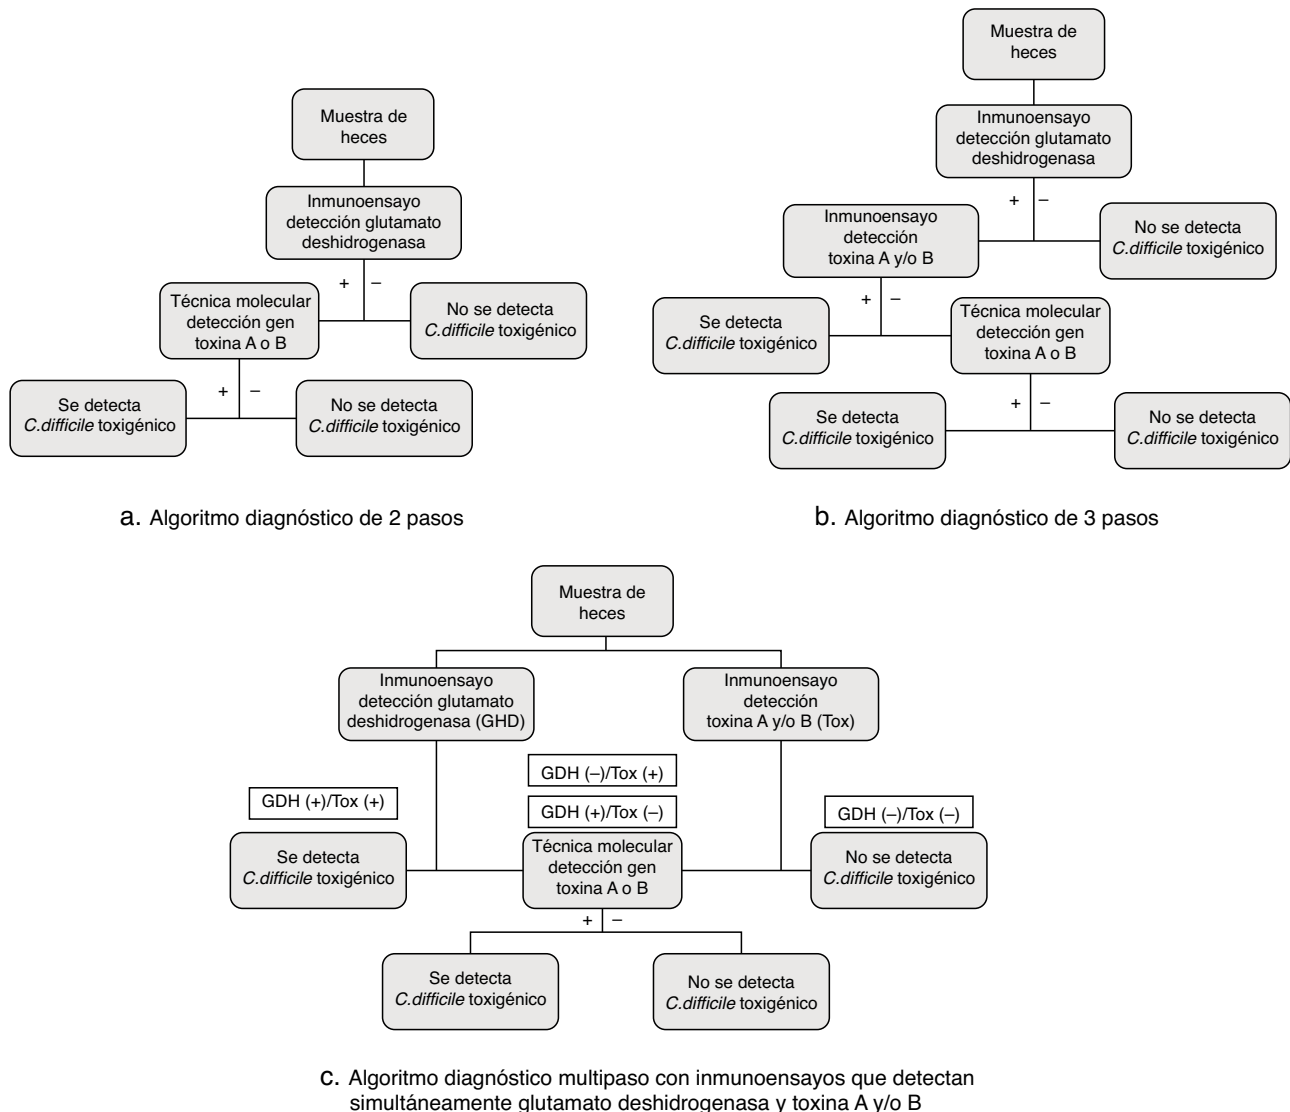 Muestra de
heces
Inmunoensayo
detección glutamato
deshidrogenasa
+ –
Técnica molecular
detección gen
toxina A o B
No se detecta
C.difficile toxigénico
+ –
Se detecta
C.difficile toxigénico
No se detecta
C.difficile toxigénico
a. Algoritmo diagnóstico de 2 pasos
Muestra de
heces
Inmunoensayo
detección glutamato
deshidrogenasa
+ –
Inmunoensayo
detección
toxina A y/o B
No se detecta
C.difficile toxigénico
+ –
Se detecta
C.difficile toxigénico
Técnica molecular
detección gen
toxina A o B
+ –
Se detecta
C.difficile toxigénico
No se detecta
C.difficile toxigénico
b. Algoritmo diagnóstico de 3 pasos
Muestra de
heces
Inmunoensayo
detección glutamato
deshidrogenasa (GHD)
Inmunoensayo
detección
toxina A y/o B (Tox)
GDH (+)/Tox (+)
GDH (–)/Tox (+)
GDH (+)/Tox (–)
GDH (–)/Tox (–)
Se detecta
C.difficile toxigénico
Técnica molecular
detección gen
toxina A o B
No se detecta
C.difficile toxigénico
+ –
Se detecta
C.difficile toxigénico
No se detecta
C.difficile toxigénico
c. Algoritmo diagnóstico multipaso con inmunoensayos que detectan
simultáneamente glutamato deshidrogenasa y toxina A y/o B